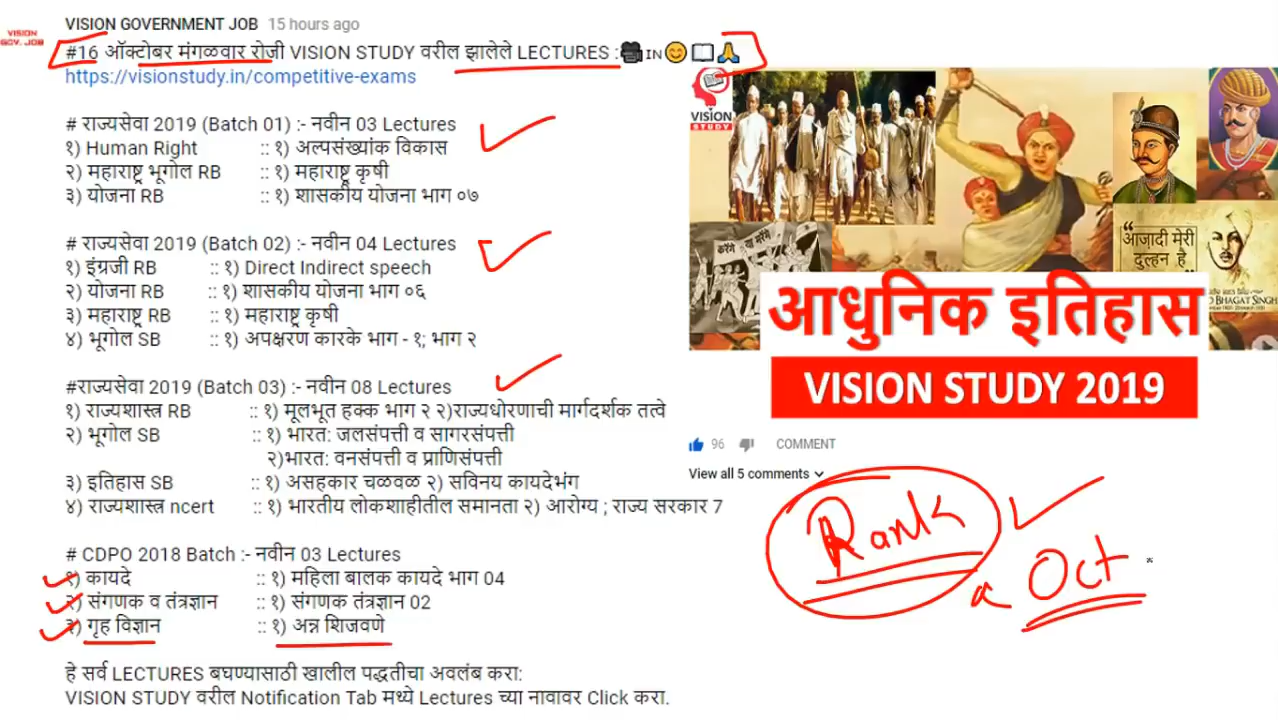 VISION GOV. JOB
VISION GOVERNMENT JOB 15 hours ago
#16 ऑक्टोबर मंगळवार रोजी VISION STUDY वरील झालेले LECTURES :🎥IN😊📖🙏
https://visionstudy.in/competitive-exams
# राज्यसेवा 2019 (Batch 01) :- नवीन 03 Lectures
१) Human Right :: १) अल्पसंख्यांक विकास
२) महाराष्ट्र भूगोल RB :: १) महाराष्ट्र कृषी
३) योजना RB :: १) शासकीय योजना भाग ०७
# राज्यसेवा 2019 (Batch 02) :- नवीन 04 Lectures
१) इंग्रजी RB :: १) Direct Indirect speech
२) योजना RB :: १) शासकीय योजना भाग ०६
३) महाराष्ट्र RB :: १) महाराष्ट्र कृषी
४) भूगोल SB :: १) अपक्षरण कारके भाग - १; भाग २
#राज्यसेवा 2019 (Batch 03) :- नवीन 08 Lectures
१) राज्यशास्त्र RB :: १) मूलभूत हक्क भाग २ २)राज्यधोरणाची मार्गदर्शक तत्वे
२) भूगोल SB :: १) भारत: जलसंपत्ती व सागरसंपत्ती
२)भारत: वनसंपत्ती व प्राणिसंपत्ती
३) इतिहास SB :: १) असहकार चळवळ २) सविनय कायदेभंग
४) राज्यशास्त्र ncert :: १) भारतीय लोकशाहीतील समानता २) आरोग्य ; राज्य सरकार 7
# CDPO 2018 Batch :- नवीन 03 Lectures
१) कायदे :: १) महिला बालक कायदे भाग 04
२) संगणक व तंत्रज्ञान :: १) संगणक तंत्रज्ञान 02
३) गृह विज्ञान :: १) अन्न शिजवणे
हे सर्व LECTURES बघण्यासाठी खालील पद्धतीचा अवलंब करा:
VISION STUDY वरील Notification Tab मध्ये Lectures च्या नावावर Click करा.
VISION
STUDY
करेंगे या मरेंगे
"आज़ादी मेरी
दुल्हन है
BHAGAT SINGH
आधुनिक इतिहास
VISION STUDY 2019
96 COMMENT
View all 5 comments
Rank
Oct